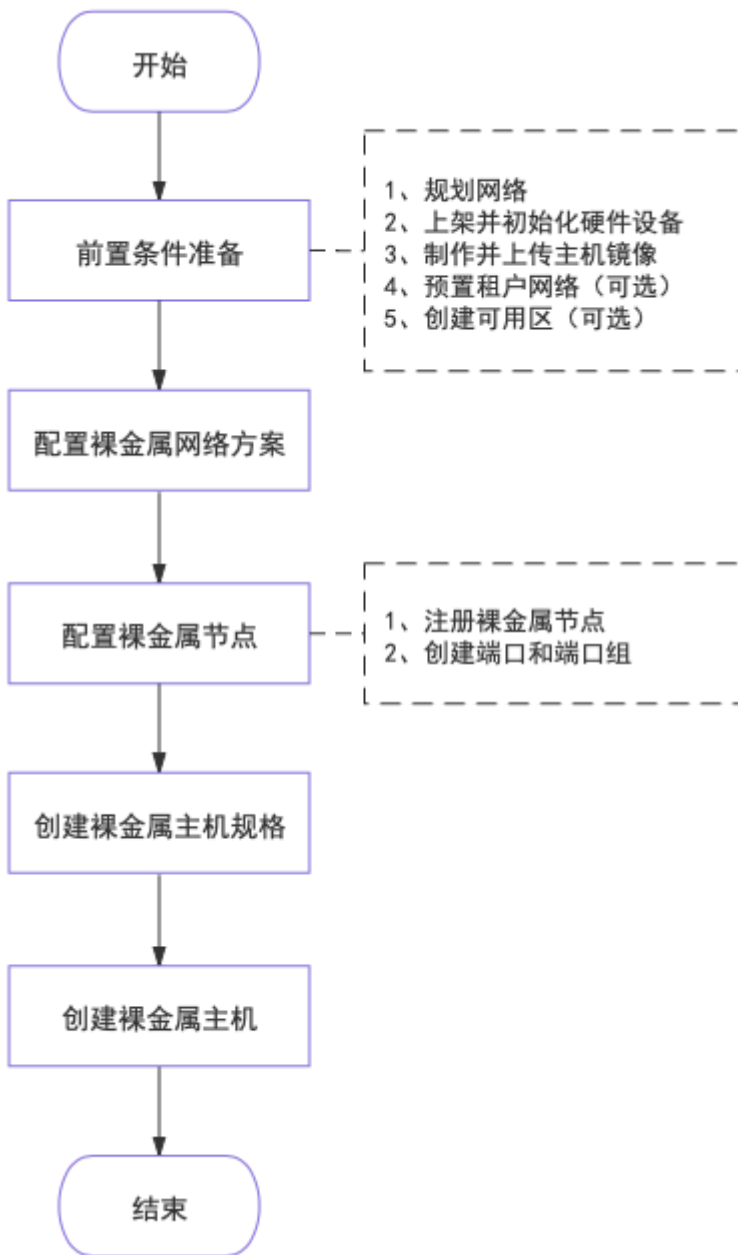 开始
前置条件准备
1、规划网络
2、上架并初始化硬件设备
3、制作并上传主机镜像
4、预置租户网络（可选）
5、创建可用区（可选）
配置裸金属网络方案
配置裸金属节点
1、注册裸金属节点
2、创建端口和端口组
创建裸金属主机规格
创建裸金属主机
结束